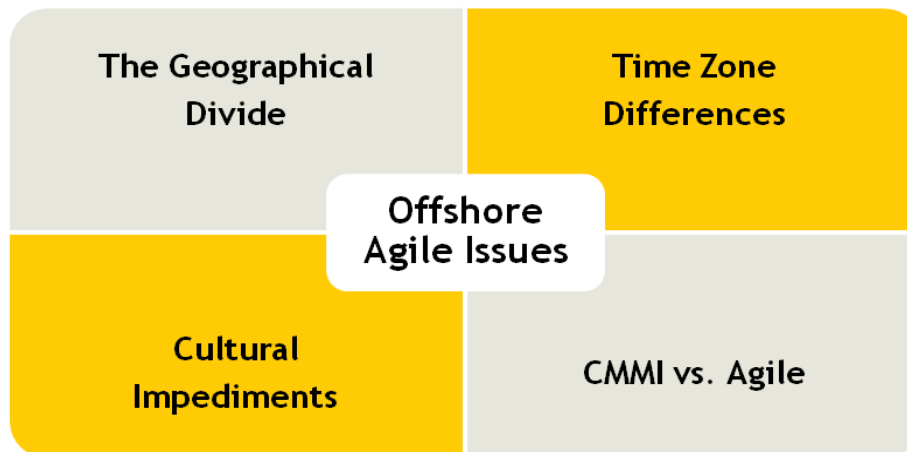 The Geographical
Divide
Time Zone
Differences
Offshore
Agile Issues
Cultural
Impediments
CMMI vs. Agile